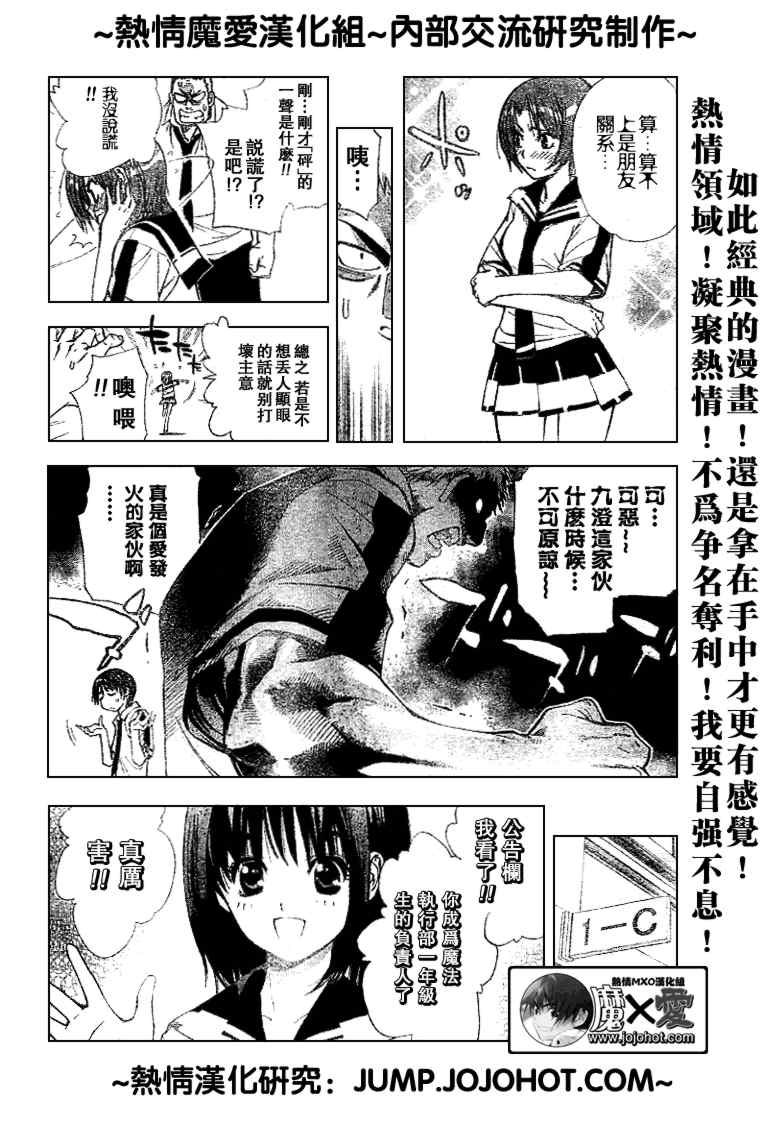 ~熱情魔愛漢化組~內部交流研究制作~
如此經典的漫畫！還是拿在手中才更有感覺！
熱情領域！凝聚熱情！不爲争名奪利！我要自强不息！
算…算不
上是朋友
關系…
咦…
剛…剛才「砰」的
一聲是什麼!!
説謊了!?
是吧!?
我沒說謊
!!
總之 若是不
想丟人顯眼
的話就别打
壞主意
噢喂
!!
可…
可惡~
九澄這家伙
什麽時候…
不可原諒~
真是個愛發
火的家伙啊
……
1-C
公告欄
我看了!!
你成爲魔法
執行部一年級
生的負責人了
真厲
害!!
熱情MXO漢化組
魔×愛
www.jojohot.com
~熱情漢化研究：JUMP.JOJOHOT.COM~